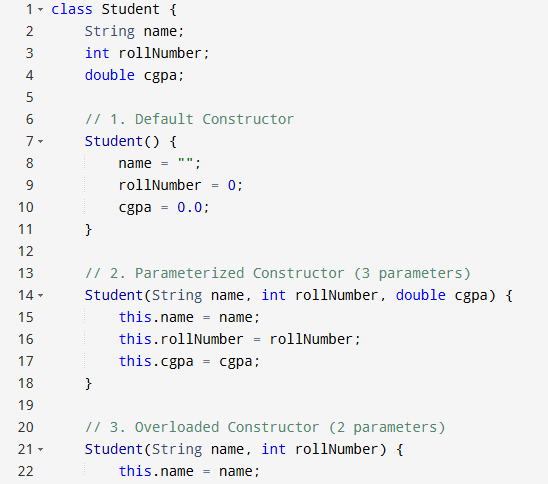 1 class Student {
2     String name;
3     int rollNumber;
4     double cgpa;
5
6     // 1. Default Constructor
7     Student() {
8         name = "";
9         rollNumber = 0;
10         cgpa = 0.0;
11     }
12
13     // 2. Parameterized Constructor (3 parameters)
14     Student(String name, int rollNumber, double cgpa) {
15         this.name = name;
16         this.rollNumber = rollNumber;
17         this.cgpa = cgpa;
18     }
19
20     // 3. Overloaded Constructor (2 parameters)
21     Student(String name, int rollNumber) {
22         this.name = name;